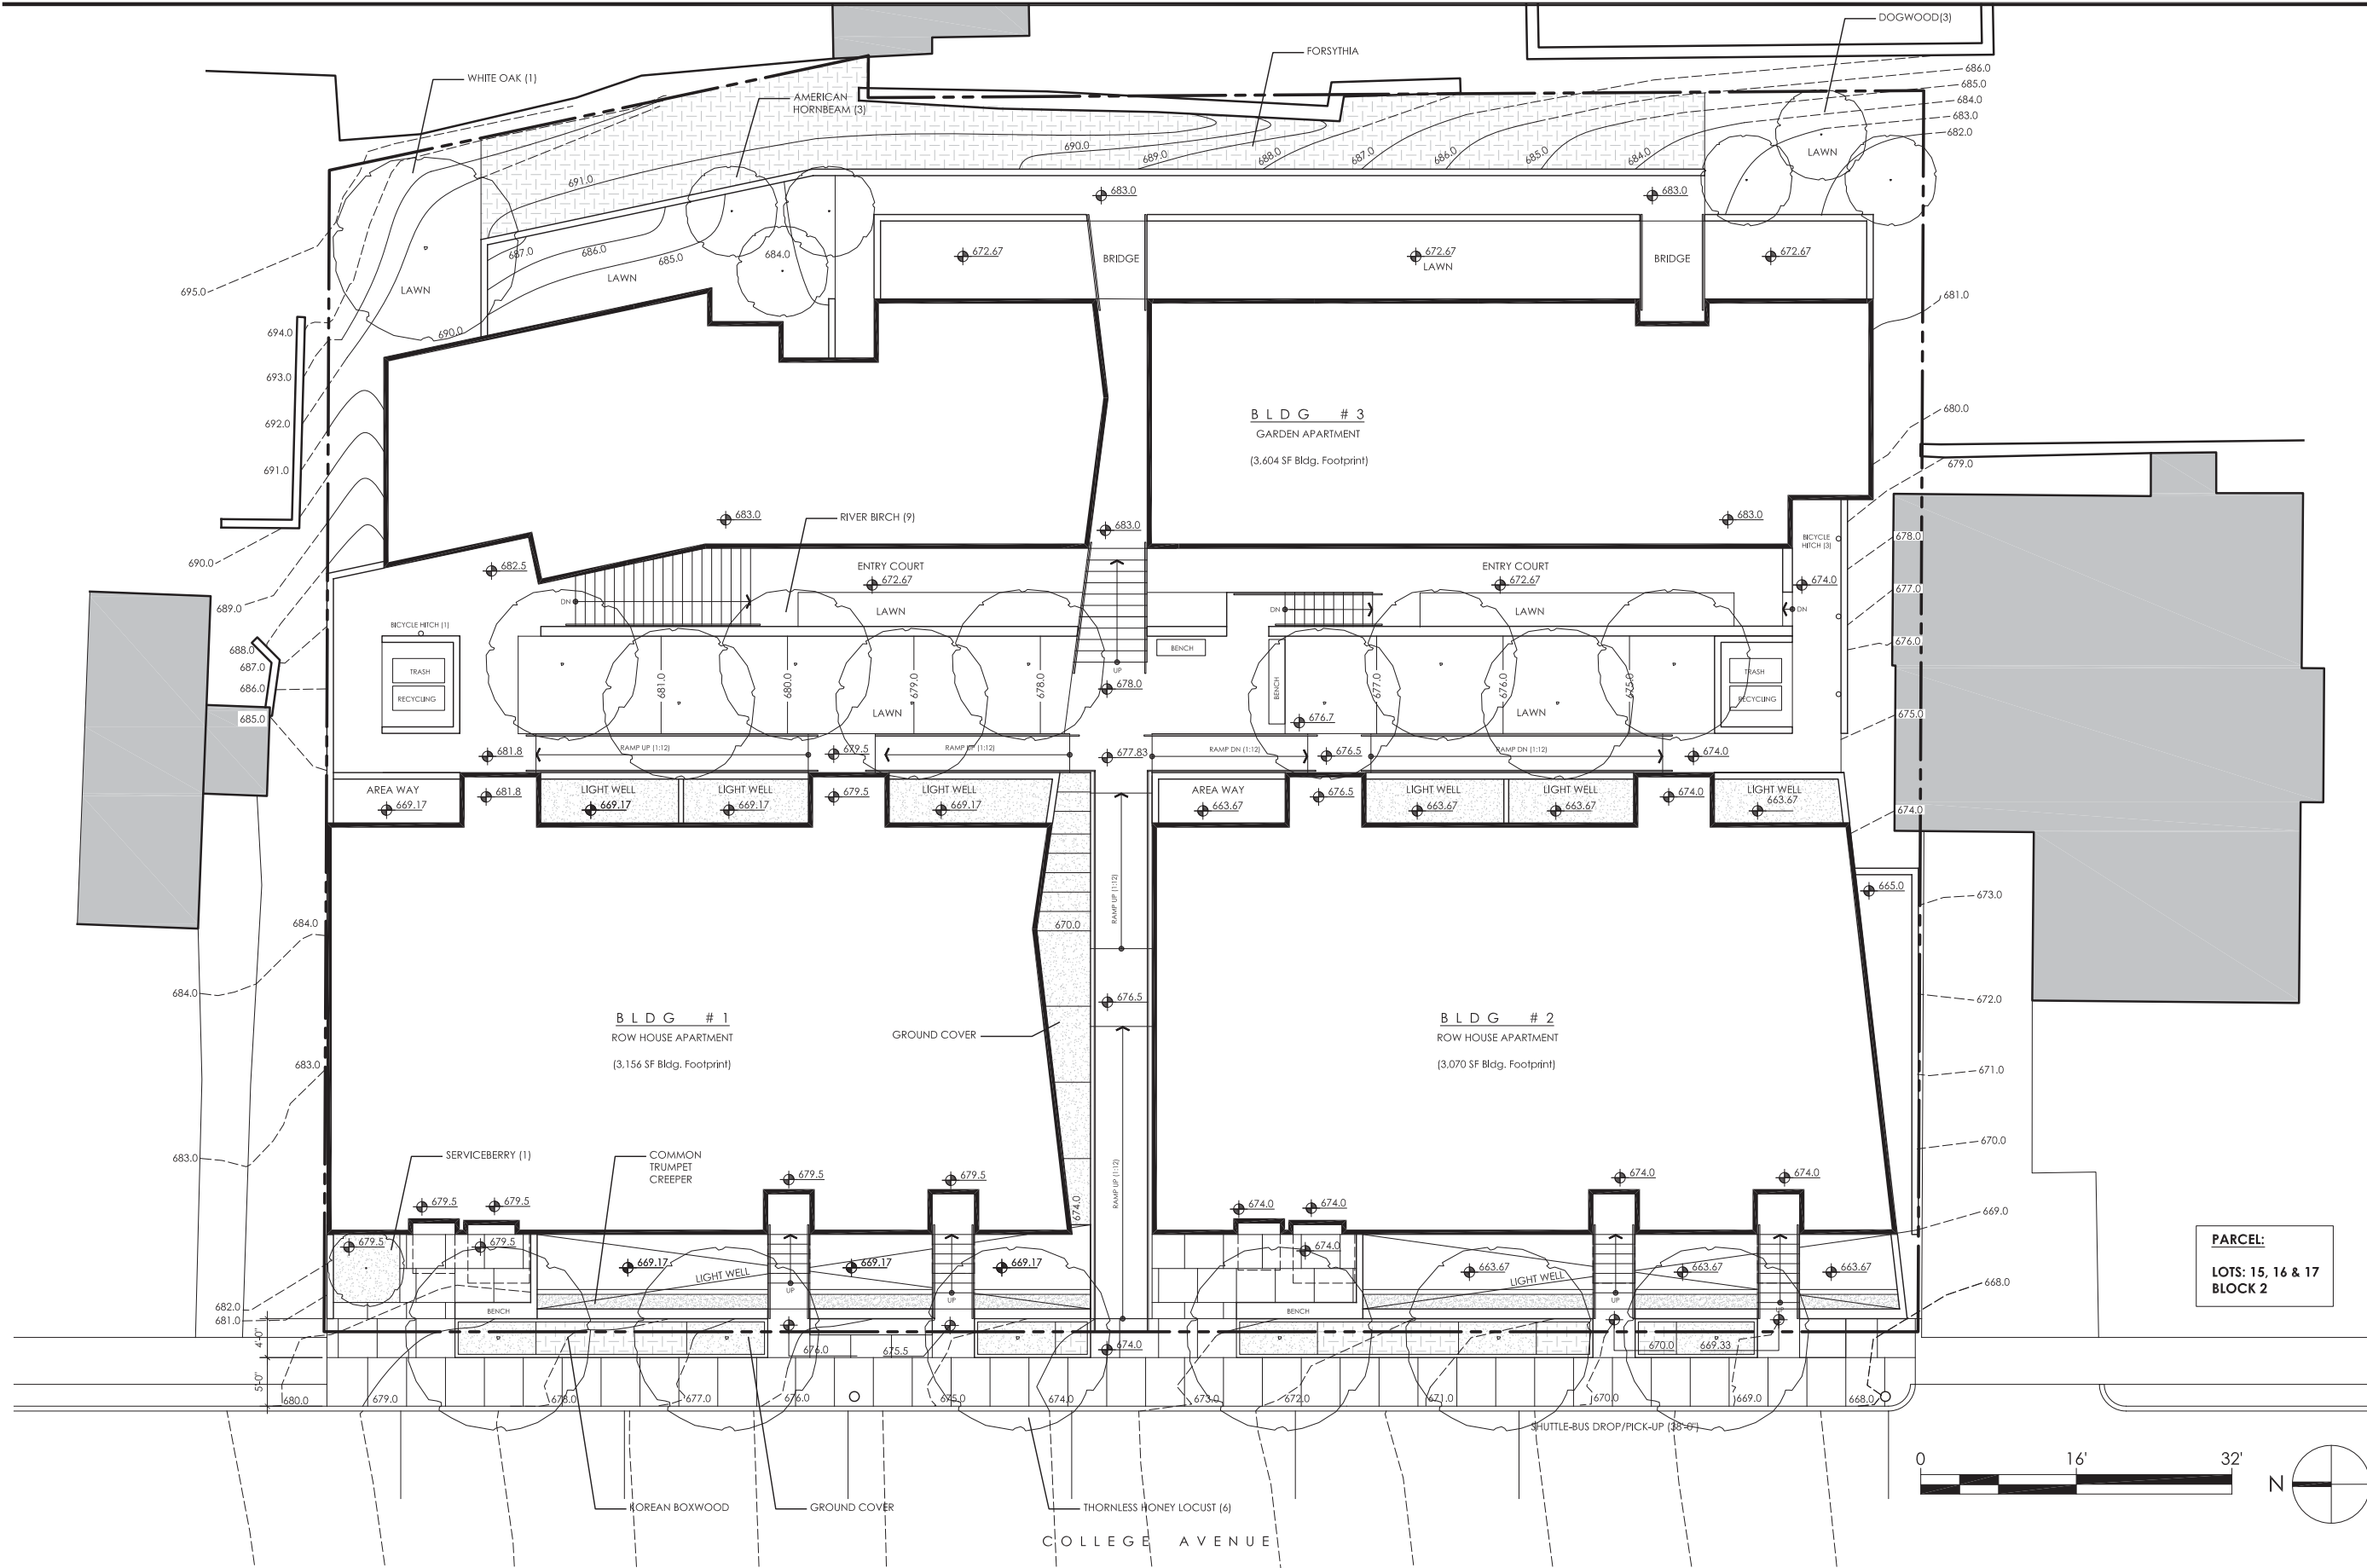 DOGWOOD(3)
FORSYTHIA
WHITE OAK (1)
AMERICAN
HORNBEAM (3)
686.0
685.0
684.0
683.0
682.0
690.0
689.0
688.0
687.0
686.0
685.0
684.0
LAWN
691.0
683.0
683.0
687.0
686.0
685.0
684.0
LAWN
672.67
BRIDGE
672.67
LAWN
BRIDGE
672.67
LAWN
695.0
690.0
694.0
693.0
692.0
691.0
681.0
680.0
679.0
BLDG #3
GARDEN APARTMENT
(3,604 SF Bldg. Footprint)
683.0
RIVER BIRCH (9)
683.0
683.0
BICYCLE
HITCH (3)
678.0
690.0
682.5
ENTRY COURT
672.67
ENTRY COURT
672.67
674.0
677.0
689.0
DN
LAWN
DN
LAWN
DN
BICYCLE HITCH (1)
676.0
688.0
687.0
686.0
685.0
TRASH
RECYCLING
681.0
680.0
679.0
678.0
LAWN
BENCH
UP
678.0
BENCH
677.0
676.0
675.0
676.7
LAWN
TRASH
RECYCLING
675.0
681.8
RAMP UP (1:12)
679.5
RAMP UP (1:12)
677.83
RAMP DN (1:12)
676.5
RAMP DN (1:12)
674.0
AREA WAY
669.17
681.8
LIGHT WELL
669.17
LIGHT WELL
669.17
679.5
LIGHT WELL
669.17
AREA WAY
663.67
676.5
LIGHT WELL
663.67
LIGHT WELL
663.67
674.0
LIGHT WELL
663.67
674.0
RAMP UP (1:12)
665.0
673.0
684.0
670.0
684.0
676.5
672.0
BLDG #1
ROW HOUSE APARTMENT
(3,156 SF Bldg. Footprint)
GROUND COVER
BLDG #2
ROW HOUSE APARTMENT
(3,070 SF Bldg. Footprint)
683.0
671.0
683.0
670.0
SERVICEBERRY (1)
COMMON
TRUMPET
CREEPER
RAMP UP (1:12)
674.0
679.5
679.5
679.5
679.5
674.0
674.0
674.0
674.0
669.0
679.5
679.5
669.17
LIGHT WELL
669.17
669.17
674.0
663.67
LIGHT WELL
663.67
663.67
668.0
UP
UP
UP
UP
682.0
681.0
BENCH
BENCH
4'-0"
676.0
675.5
674.0
670.0
669.33
5'-0"
680.0
679.0
678.0
677.0
676.0
675.0
674.0
673.0
672.0
671.0
670.0
669.0
668.0
SHUTTLE-BUS DROP/PICK-UP (38'-0")
PARCEL:
LOTS: 15, 16 & 17
BLOCK 2
0
16'
32'
N
KOREAN BOXWOOD
GROUND COVER
THORNLESS HONEY LOCUST (6)
COLLEGE AVENUE